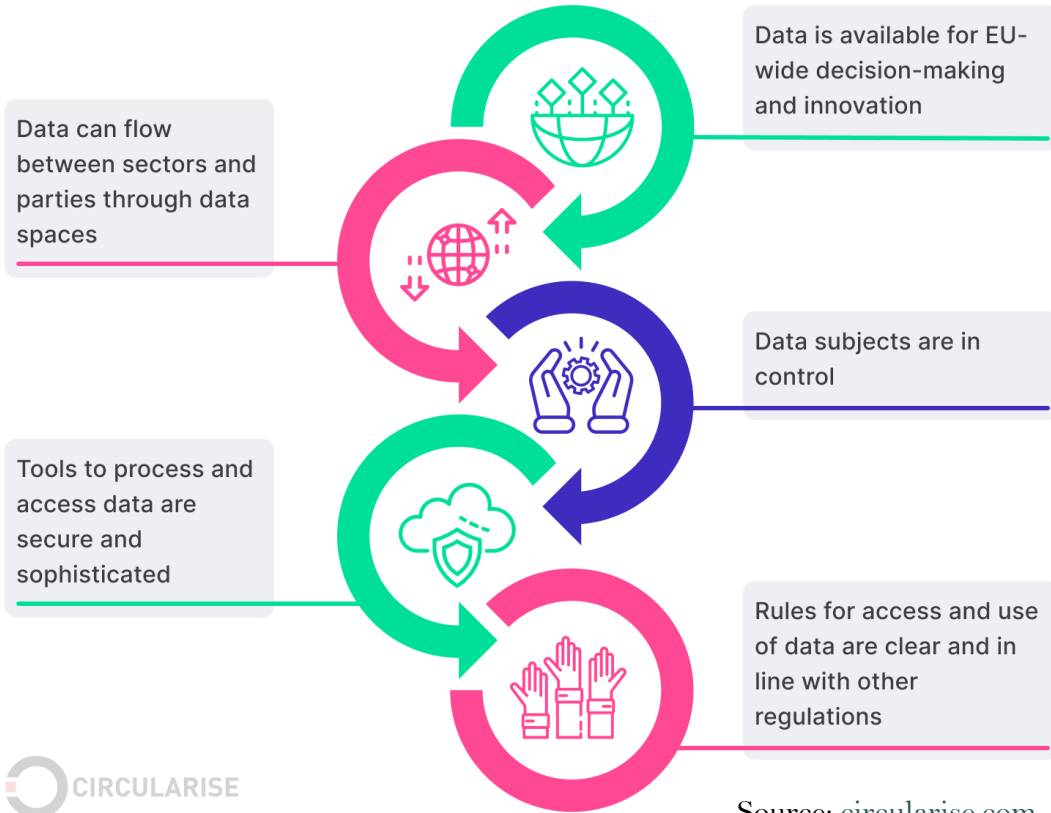 Data is available for EU-
wide decision-making
and innovation
Data can flow
between sectors and
parties through data
spaces
Data subjects are in
control
Tools to process and
access data are
secure and
sophisticated
Rules for access and use
of data are clear and in
line with other
regulations
CIRCULARISE
Source: circularise.com